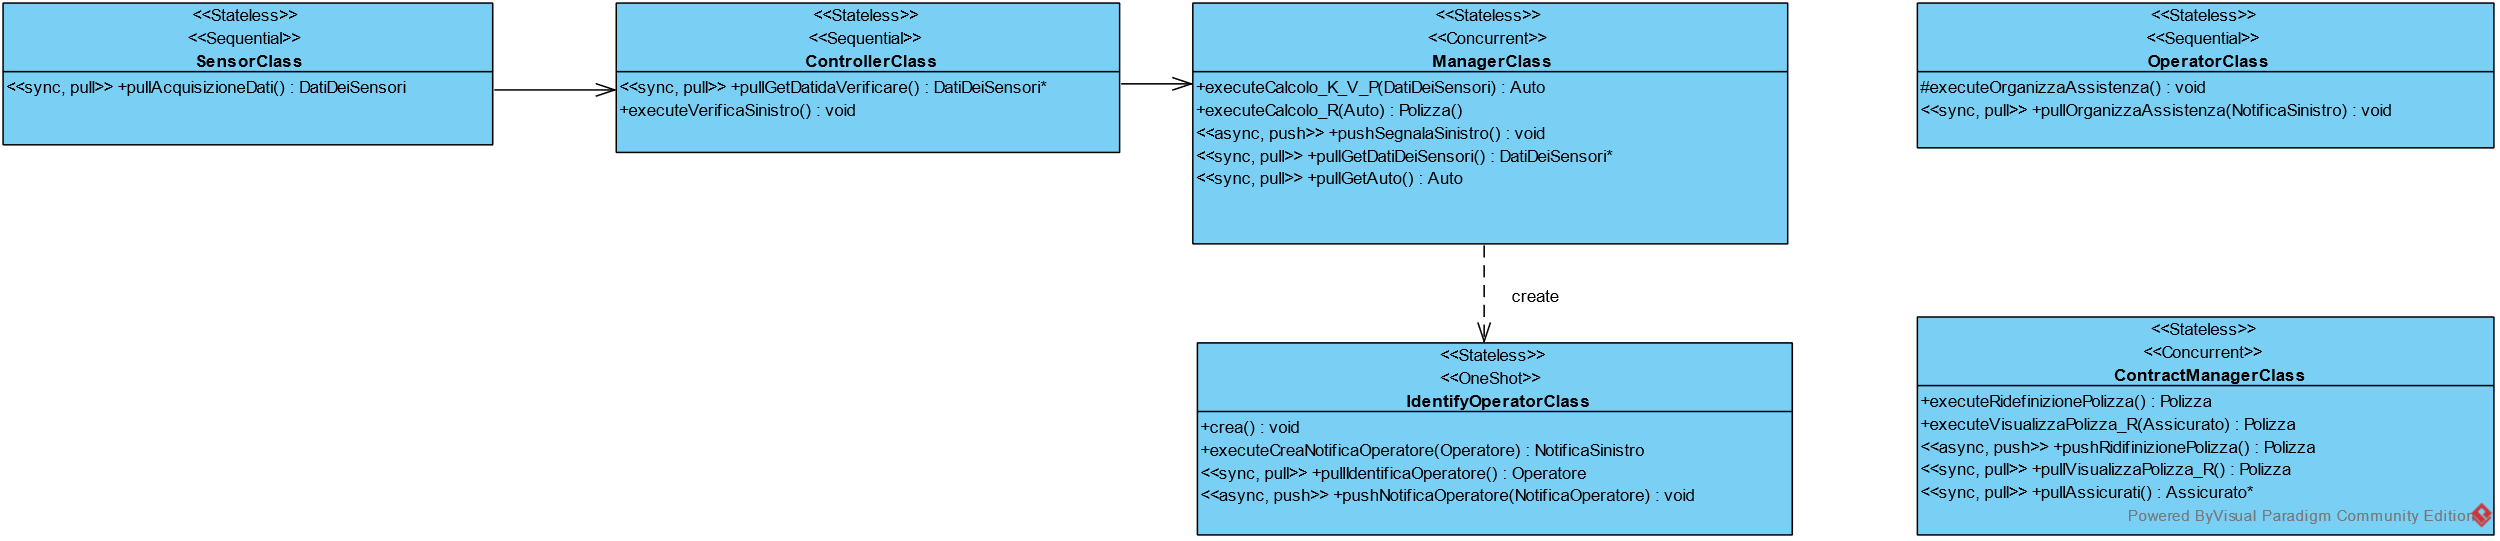 <<Stateless>>
<<Sequential>>
SensorClass
<<sync, pull>> +pullAcquisizioneDati() : DatiDeiSensori
<<Stateless>>
<<Sequential>>
ControllerClass
<<sync, pull>> +pullGetDatidaVerificare() : DatiDeiSensori*
+executeVerificaSinistro() : void
<<Stateless>>
<<Concurrent>>
ManagerClass
+executeCalcolo_K_V_P(DatiDeiSensori) : Auto
+executeCalcolo_R(Auto) : Polizza()
<<async, push>> +pushSegnalaSinistro() : void
<<sync, pull>> +pullGetDatiDeiSensori() : DatiDeiSensori*
<<sync, pull>> +pullGetAuto() : Auto
<<Stateless>>
<<Sequential>>
OperatorClass
#executeOrganizzaAssistenza() : void
<<sync, pull>> +pullOrganizzaAssistenza(NotificaSinistro) : void
create
<<Stateless>>
<<OneShot>>
IdentifyOperatorClass
+crea() : void
+executeCreaNotificaOperatore(Operatore) : NotificaSinistro
<<sync, pull>> +pullIdentificaOperatore() : Operatore
<<async, push>> +pushNotificaOperatore(NotificaOperatore) : void
<<Stateless>>
<<Concurrent>>
ContractManagerClass
+executeRidefinizionePolizza() : Polizza
+executeVisualizzaPolizza_R(Assicurato) : Polizza
<<async, push>> +pushRidifinizionePolizza() : Polizza
<<sync, pull>> +pullVisualizzaPolizza_R() : Polizza
<<sync, pull>> +pullAssicurati() : Assicurato*
Powered ByVisual Paradigm Community Edition